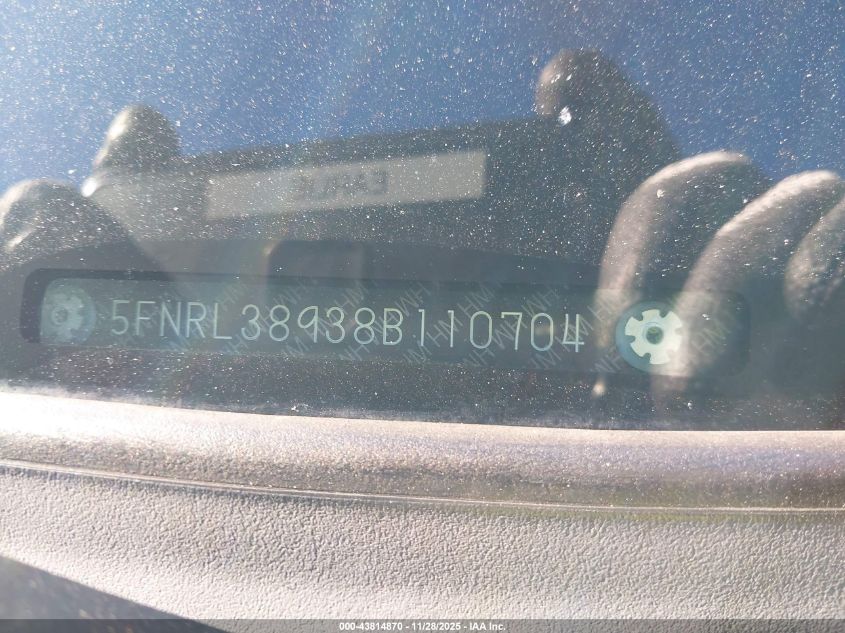 5FNRL38938B110704
000-43814870 | 11/28/2025 - IAA Inc.